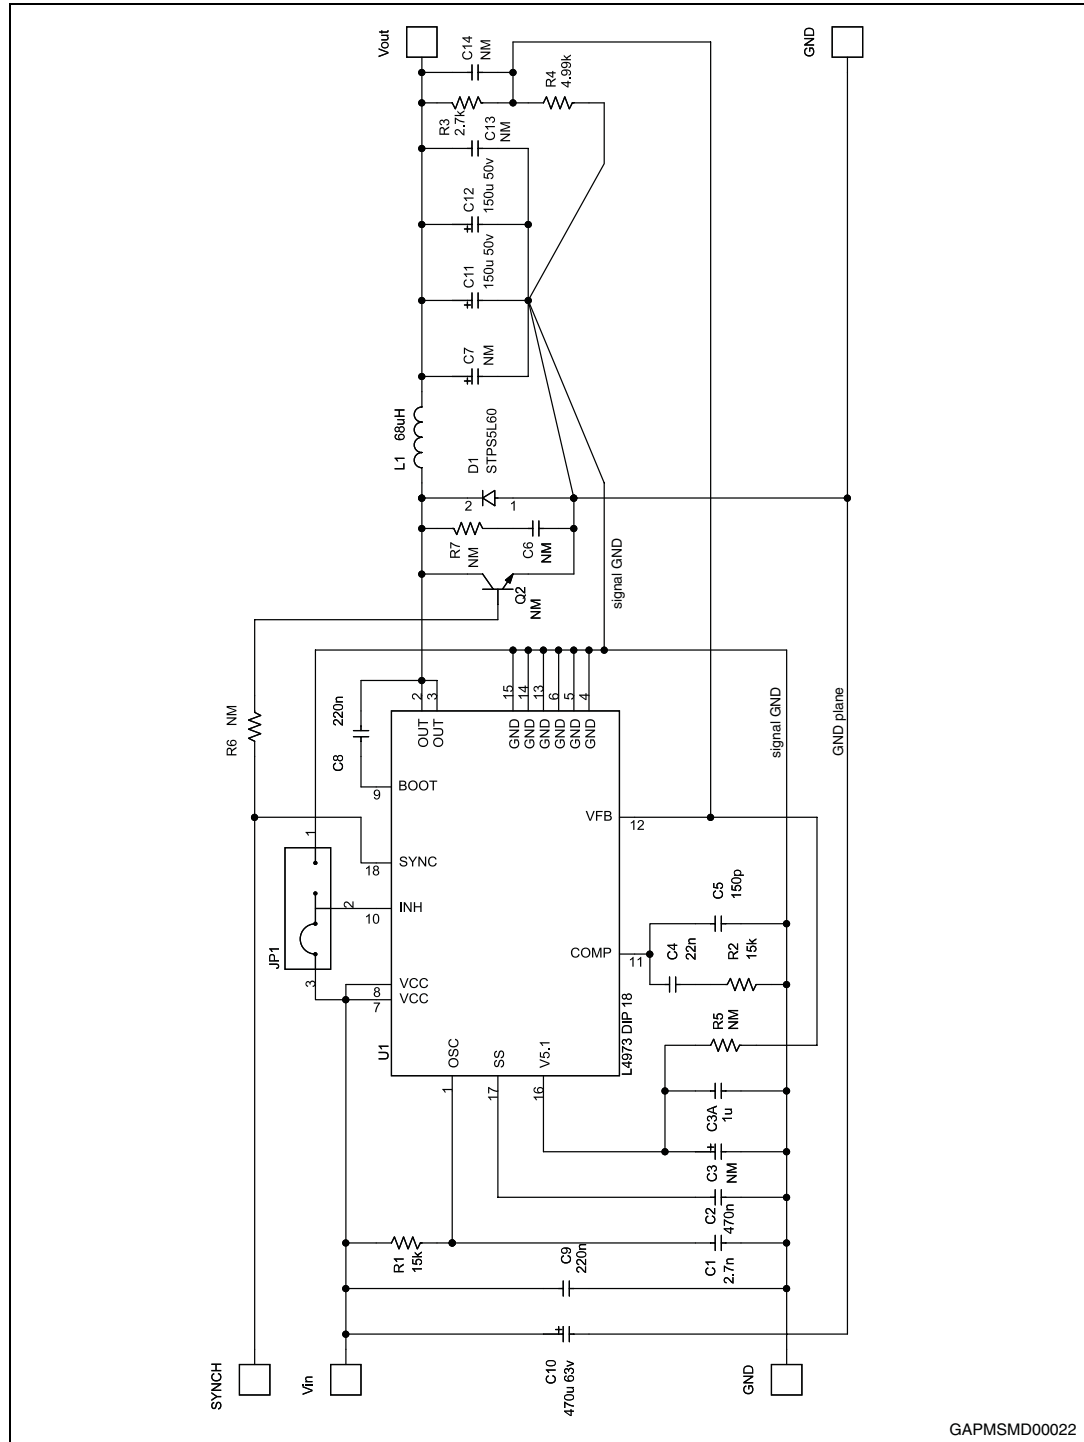 Vout
GND
C14
NM
R4
4.99k
R3
2.7k
C13
NM
C12
150u 50v
C11
150u 50v
C7
NM
L1 68uH
D1
STPS5L60
2
1
R7
NM
C6
NM
Q2
NM
signal GND
R6 NM
C8
220n
2
3
OUT
OUT
15
14
13
6
5
4
GND
GND
GND
GND
GND
GND
9
BOOT
VFB
12
1
18
SYNC
2
10
INH
JP1
3
8
7
VCC
VCC
COMP
11
C5
150p
C4
22n
R2
15k
U1
L4973 DIP 18
OSC
1
SS
17
V5.1
16
R5
NM
C3A
1u
C3
NM
C2
470n
C1
2.7n
R1
15k
C9
220n
C10
470u 63v
signal GND
GND plane
SYNCH
Vin
GND
GAPMSMD00022